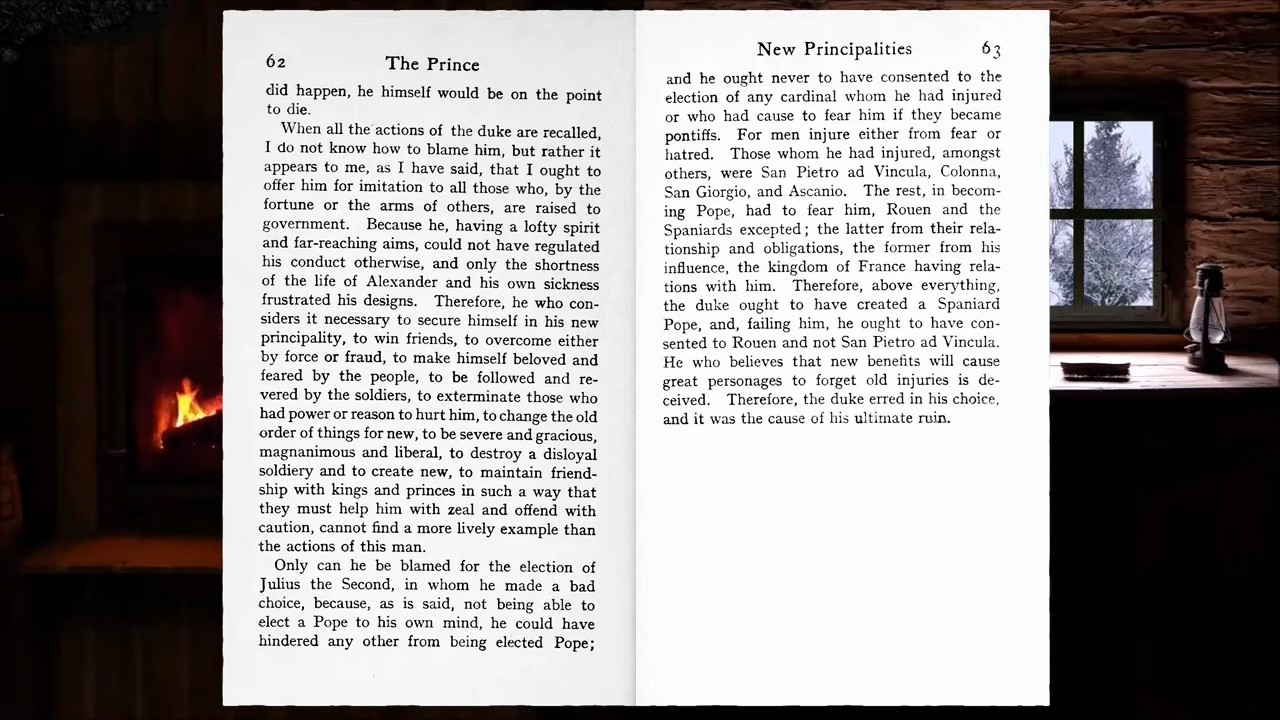 62 The Prince
did happen, he himself would be on the point
to die.
When all the actions of the duke are recalled,
I do not know how to blame him, but rather it
appears to me, as I have said, that I ought to
offer him for imitation to all those who, by the
fortune or the arms of others, are raised to
government. Because he, having a lofty spirit
and far-reaching aims, could not have regulated
his conduct otherwise, and only the shortness
of the life of Alexander and his own sickness
frustrated his designs. Therefore, he who con-
siders it necessary to secure himself in his new
principality, to win friends, to overcome either
by force or fraud, to make himself beloved and
feared by the people, to be followed and re-
vered by the soldiers, to exterminate those who
had power or reason to hurt him, to change the old
order of things for new, to be severe and gracious,
magnanimous and liberal, to destroy a disloyal
soldiery and to create new, to maintain friend-
ship with kings and princes in such a way that
they must help him with zeal and offend with
caution, cannot find a more lively example than
the actions of this man.
Only can he be blamed for the election of
Julius the Second, in whom he made a bad
choice, because, as is said, not being able to
elect a Pope to his own mind, he could have
hindered any other from being elected Pope;
New Principalities 63
and he ought never to have consented to the
election of any cardinal whom he had injured
or who had cause to fear him if they became
pontiffs. For men injure either from fear or
hatred. Those whom he had injured, amongst
others, were San Pietro ad Vincula, Colonna,
San Giorgio, and Ascanio. The rest, in becom-
ing Pope, had to fear him, Rouen and the
Spaniards excepted; the latter from their rela-
tionship and obligations, the former from his
influence, the kingdom of France having rela-
tions with him. Therefore, above everything,
the duke ought to have created a Spaniard
Pope, and, failing him, he ought to have con-
sented to Rouen and not San Pietro ad Vincula.
He who believes that new benefits will cause
great personages to forget old injuries is de-
ceived. Therefore, the duke erred in his choice,
and it was the cause of his ultimate ruin.